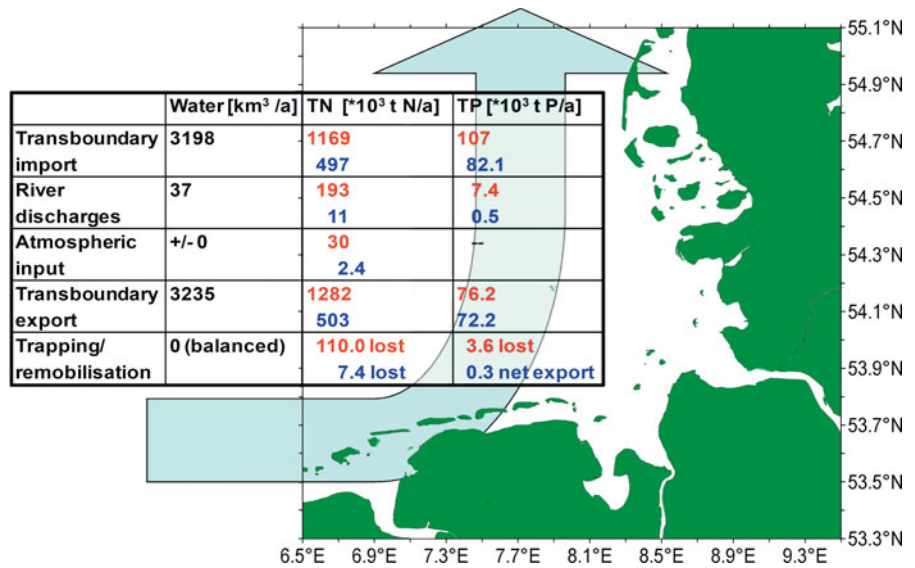 Water [km³ /a] TN [*10³ t N/a] TP [*10³ t P/a]
Transboundary import 3198 1169 107
497 82.1
River discharges 37 193 7.4
11 0.5
Atmospheric input +/- 0 30 --
2.4
Transboundary export 3235 1282 76.2
503 72.2
Trapping/ remobilisation 0 (balanced) 110.0 lost 3.6 lost
7.4 lost 0.3 net export
55.1°N
54.9°N
54.7°N
54.5°N
54.3°N
54.1°N
53.9°N
53.7°N
53.5°N
53.3°N
6.5°E 6.9°E 7.3°E 7.7°E 8.1°E 8.5°E 8.9°E 9.3°E